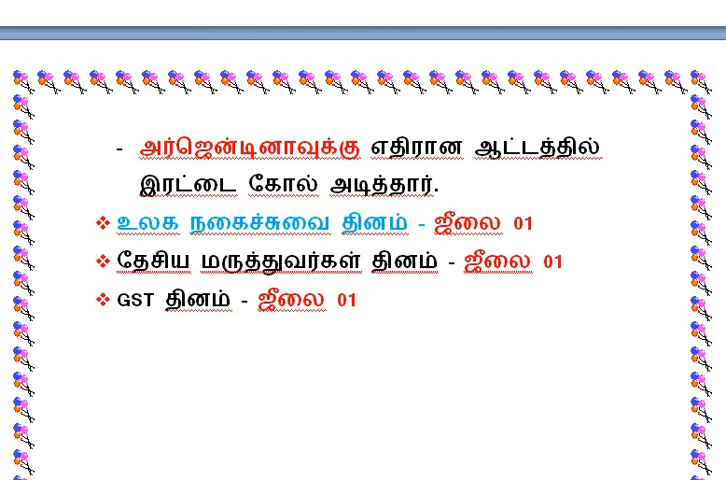 - அர்ஜென்டினாவுக்கு எதிரான ஆட்டத்தில்
இரட்டை கோல் அடித்தார்.
❖ உலக நகைச்சுவை தினம் - ஜீலை 01
❖ தேசிய மருத்துவர்கள் தினம் - ஜீலை 01
❖ GST தினம் - ஜீலை 01